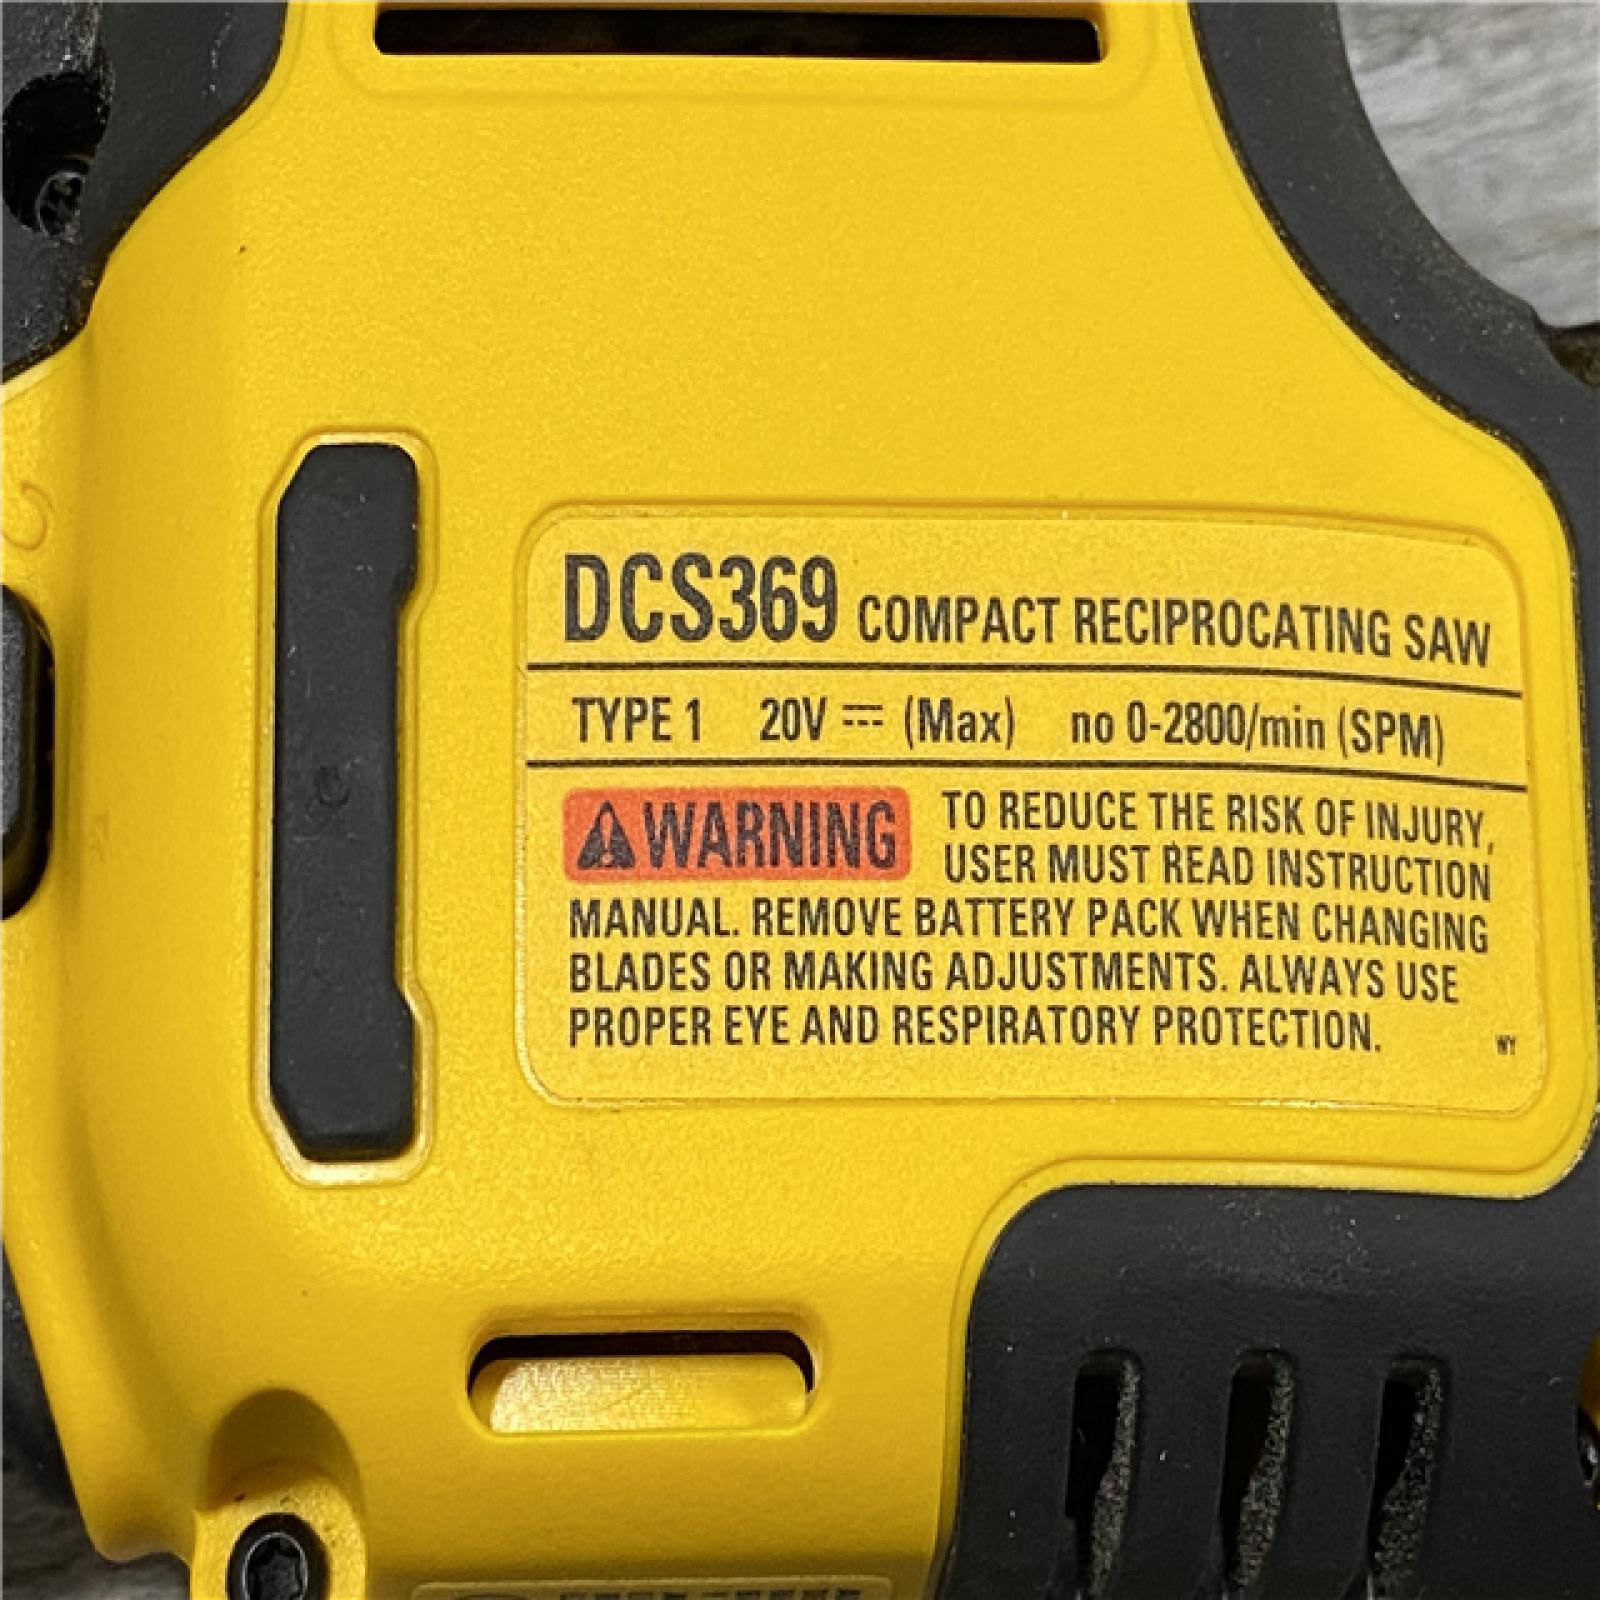 DCS369 COMPACT RECIPROCATING SAW
TYPE 1 20V ⎓ (Max) no 0-2800/min (SPM)
⚠ WARNING TO REDUCE THE RISK OF INJURY,
USER MUST READ INSTRUCTION
MANUAL. REMOVE BATTERY PACK WHEN CHANGING
BLADES OR MAKING ADJUSTMENTS. ALWAYS USE
PROPER EYE AND RESPIRATORY PROTECTION.
WY